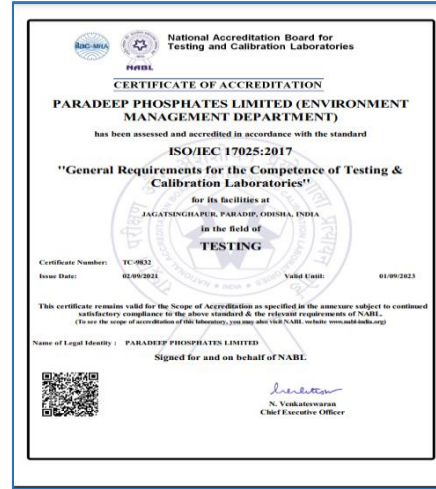 ilac-MRA
NABL
National Accreditation Board for
Testing and Calibration Laboratories
CERTIFICATE OF ACCREDITATION
PARADEEP PHOSPHATES LIMITED (ENVIRONMENT
MANAGEMENT DEPARTMENT)
has been assessed and accredited in accordance with the standard
ISO/IEC 17025:2017
"General Requirements for the Competence of Testing &
Calibration Laboratories"
for its facilities at
JAGATSINGHAPUR, PARADIP, ODISHA, INDIA
in the field of
TESTING
Certificate Number: TC-9832
Issue Date: 02/09/2021 Valid Until: 01/09/2023
This certificate remains valid for the Scope of Accreditation as specified in the annexure subject to continued
satisfactory compliance to the above standard & the relevant requirements of NABL.
(To see the scope of accreditation of this laboratory, you may also visit NABL website www.nabl-india.org)
Name of Legal Identity : PARADEEP PHOSPHATES LIMITED
Signed for and on behalf of NABL
N. Venkateswaran
Chief Executive Officer